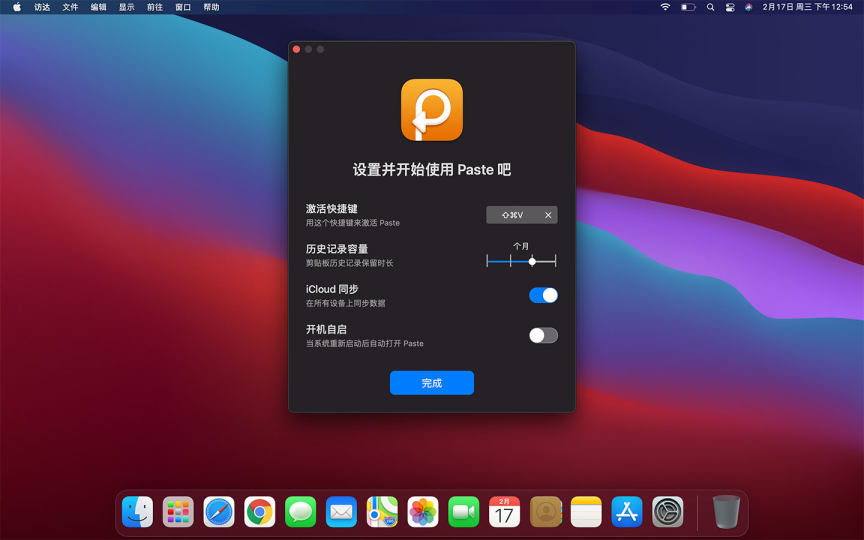 访达 文件 编辑 显示 前往 窗口 帮助 2月17日 周三 下午12:54
设置并开始使用 Paste 吧
激活快捷键
用这个快捷键来激活 Paste
⇧⌘V
历史记录容量
剪贴板历史记录保留时长
个月
iCloud 同步
在所有设备上同步数据
开机自启
当系统重新启动后自动打开 Paste
完成
2月
17